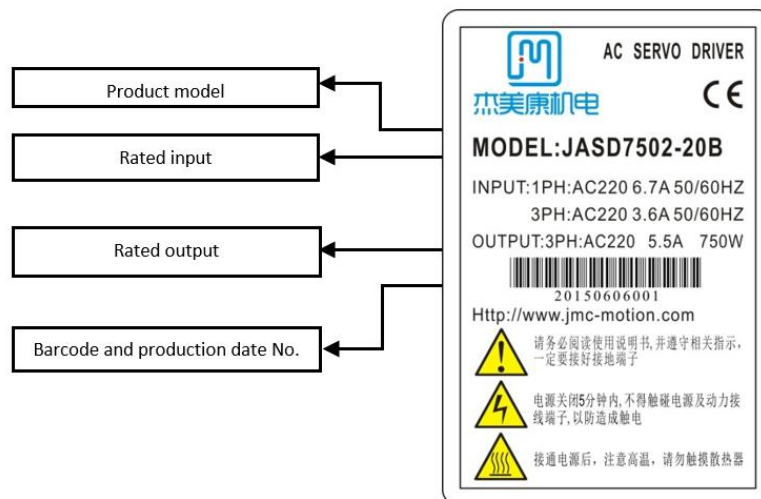 Product model
Rated input
Rated output
Barcode and production date No.
JM
杰美康机电
AC SERVO DRIVER
CE
MODEL:JASD7502-20B
INPUT:1PH:AC220 6.7A 50/60HZ
3PH:AC220 3.6A 50/60HZ
OUTPUT:3PH:AC220 5.5A 750W
20150606001
Http://www.jmc-motion.com
请务必阅读使用说明书,并遵守相关指示,
一定要接好接地端子
电源关闭5分钟内,不得触碰电源及动力接
线端子,以防造成触电
接通电源后，注意高温，请勿触摸散热器